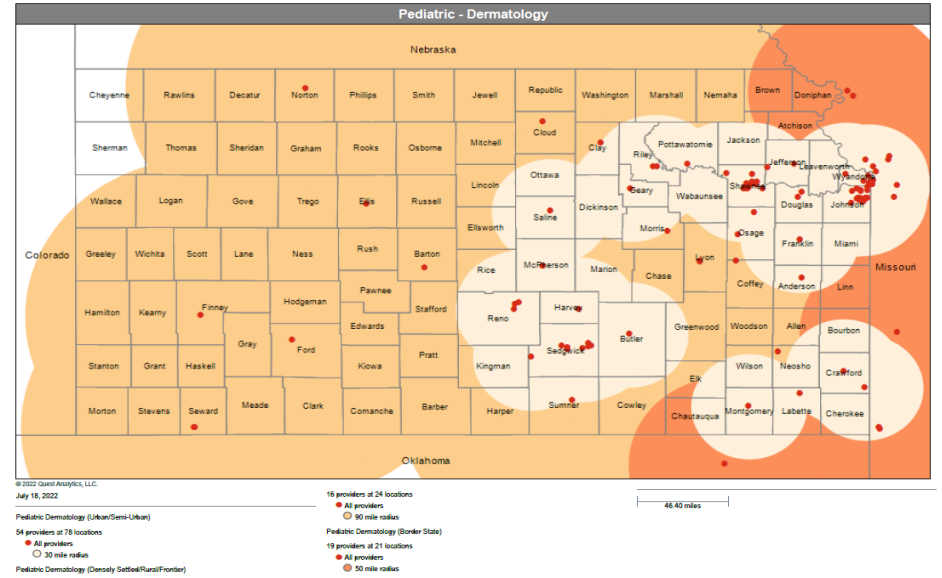 Pediatric - Dermatology
Nebraska
Cheyenne Rawlins Decatur Norton Phillips Smith Jewell Republic Washington Marshall Nemaha Brown Doniphan
Atchison
Sherman Thomas Sheridan Graham Rooks Osborne Mitchell Cloud Clay Riley Pottawatomie Jackson Jefferson Leavenworth
Wyandotte
Ottawa
Lincoln Geary Wabaunsee Shawnee
Wallace Logan Gove Trego Ellis Russell Saline Dickinson Douglas Johnson
Ellsworth Morris Osage
Colorado Greeley Wichita Scott Lane Ness Rush Barton Rice McPherson Marion Chase Lyon Franklin Miami
Missouri
Pawnee Coffey Anderson Linn
Hamilton Kearny Finney Hodgeman Stafford Reno Harvey
Edwards Greenwood Woodson Allen Bourbon
Gray Ford Sedgwick Butler
Stanton Grant Haskell Kiowa Pratt Kingman Elk Wilson Neosho Crawford
Morton Stevens Seward Meade Clark Comanche Barber Harper Sumner Cowley Chautauqua Montgomery Labette Cherokee
Oklahoma
© 2022 Quest Analytics, LLC.
July 18, 2022
Pediatric Dermatology (Urban/Semi-Urban)
54 providers at 78 locations
All providers
30 mile radius
Pediatric Dermatology (Densely Settled/Rural/Frontier)
16 providers at 24 locations
All providers
90 mile radius
Pediatric Dermatology (Border State)
19 providers at 21 locations
All providers
50 mile radius
46.40 miles